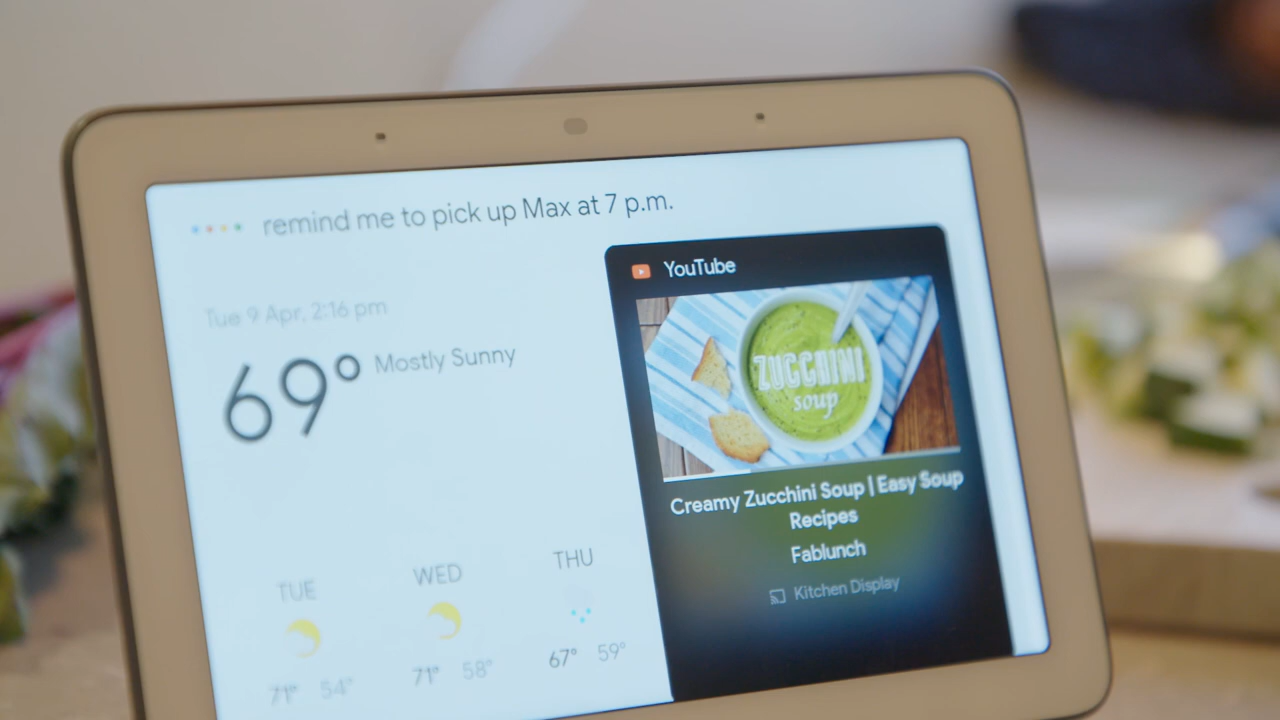 remind me to pick up Max at 7 p.m.
Tue 9 Apr, 2:16 pm
69° Mostly Sunny
TUE WED THU
71° 54° 71° 58° 67° 59°
YouTube
ZUCCHINI
soup
Creamy Zucchini Soup | Easy Soup
Recipes
Fablunch
Kitchen Display